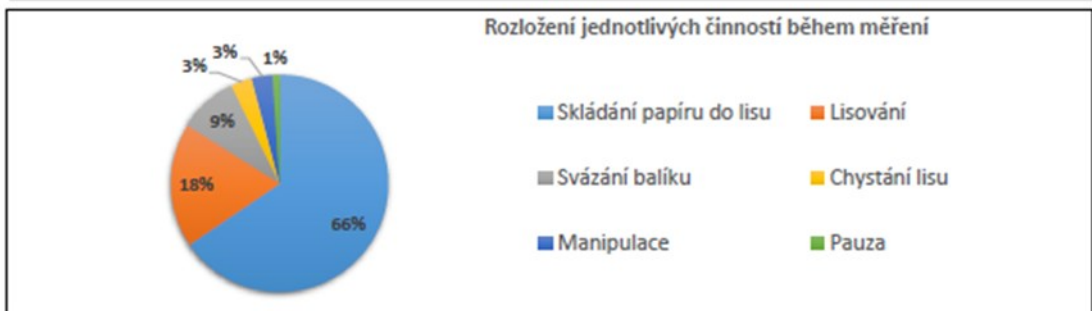 Rozložení jednotlivých činností během měření
3%
3%
1%
9%
18%
66%
Skládání papíru do lisu
Lisování
Svázání balíku
Chystání lisu
Manipulace
Pauza